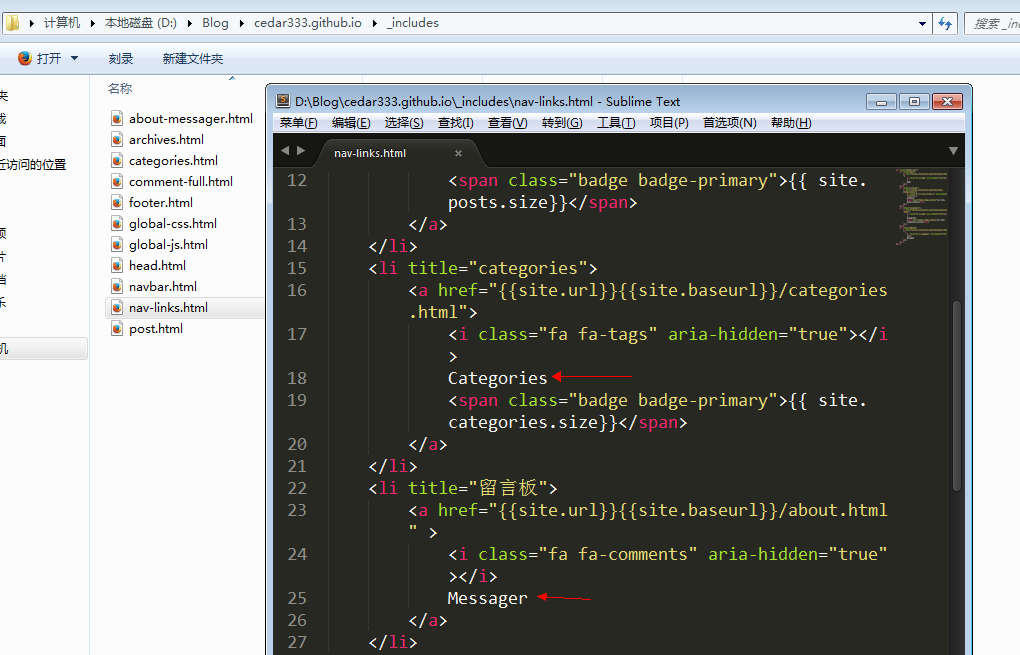 计算机 本地磁盘 (D:) Blog cedar333.github.io _includes
搜索 _inc
打开 刻录 新建文件夹
名称
about-messager.html
archives.html
categories.html
comment-full.html
footer.html
global-css.html
global-js.html
head.html
navbar.html
nav-links.html
post.html
夹
面
近访问的位置
片
档
乐
机
D:\Blog\cedar333.github.io\_includes\nav-links.html - Sublime Text
菜单(F) 编辑(E) 选择(S) 查找(I) 查看(V) 转到(G) 工具(T) 项目(P) 首选项(N) 帮助(H)
nav-links.html ×
12 <span class="badge badge-primary">{{ site.
posts.size}}</span>
13 </a>
14 </li>
15 <li title="categories">
16 <a href="{{site.url}}{{site.baseurl}}/categories
.html">
17 <i class="fa fa-tags" aria-hidden="true"></i
>
18 Categories
19 <span class="badge badge-primary">{{ site.
categories.size}}</span>
20 </a>
21 </li>
22 <li title="留言板">
23 <a href="{{site.url}}{{site.baseurl}}/about.html
" >
24 <i class="fa fa-comments" aria-hidden="true"
></i>
25 Messager
26 </a>
27 </li>